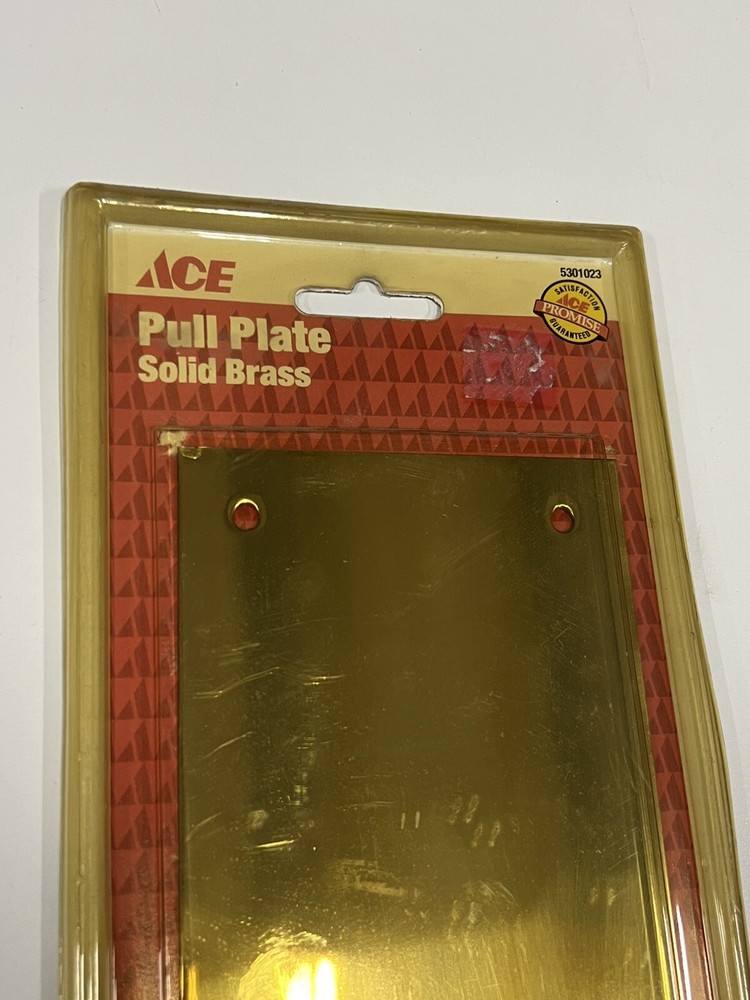 ACE
5301023
SATISFACTION
ACE
PROMISE
GUARANTEED
Pull Plate
Solid Brass